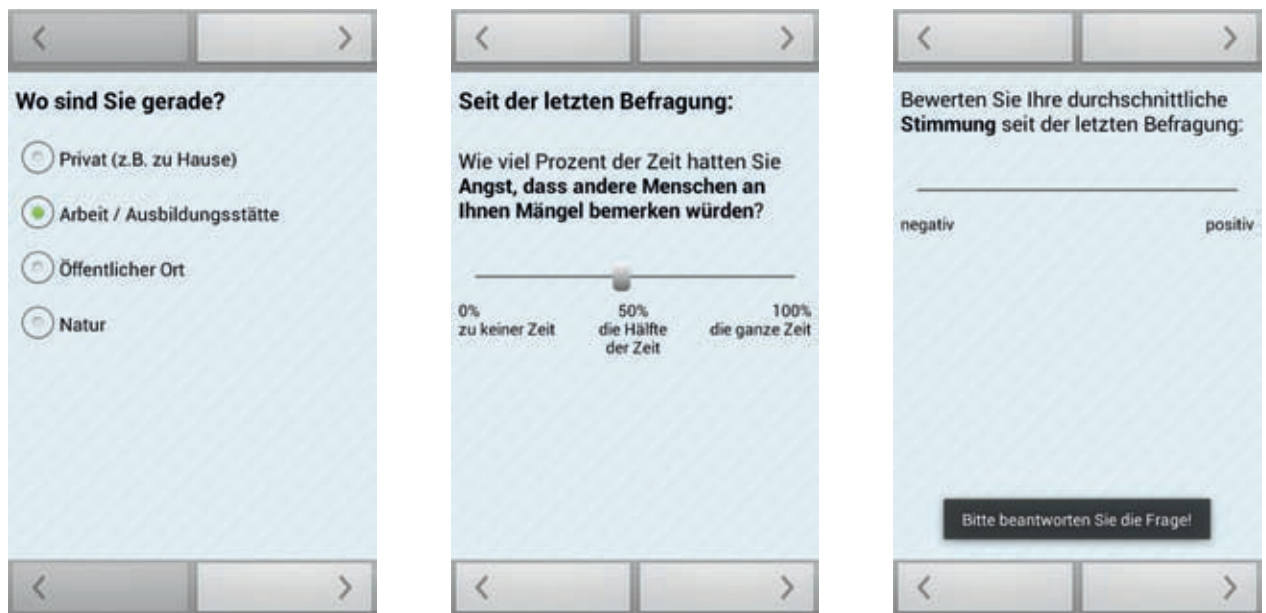 Wo sind Sie gerade?
Privat (z.B. zu Hause)
Arbeit / Ausbildungsstätte
Öffentlicher Ort
Natur
Seit der letzten Befragung:
Wie viel Prozent der Zeit hatten Sie
Angst, dass andere Menschen an
Ihnen Mängel bemerken würden?
0% 50% 100%
zu keiner Zeit die Hälfte die ganze Zeit
der Zeit
Bewerten Sie Ihre durchschnittliche
Stimmung seit der letzten Befragung:
negativ positiv
Bitte beantworten Sie die Frage!